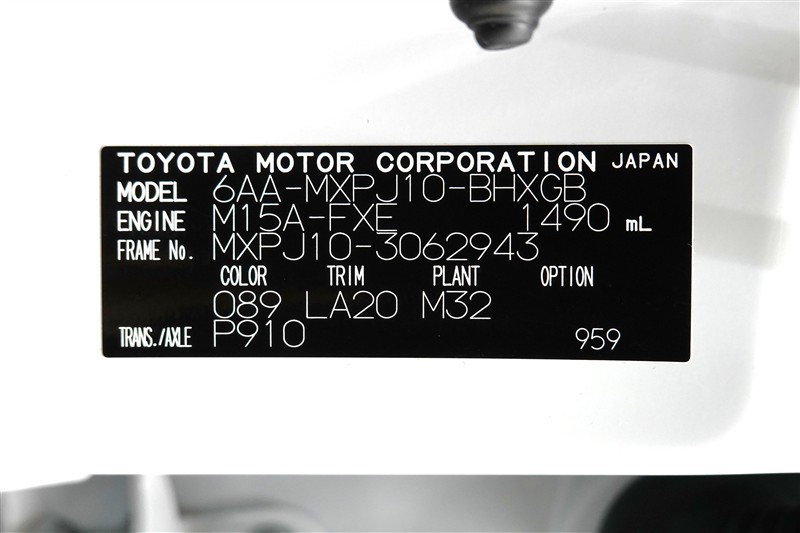 TOYOTA MOTOR CORPORATION JAPAN
MODEL 6AA-MXPJ10-BHXGB
ENGINE M15A-FXE 1490 mL
FRAME No. MXPJ10-3062943
COLOR TRIM PLANT OPTION
089 LA20 M32
TRANS./AXLE P910 959